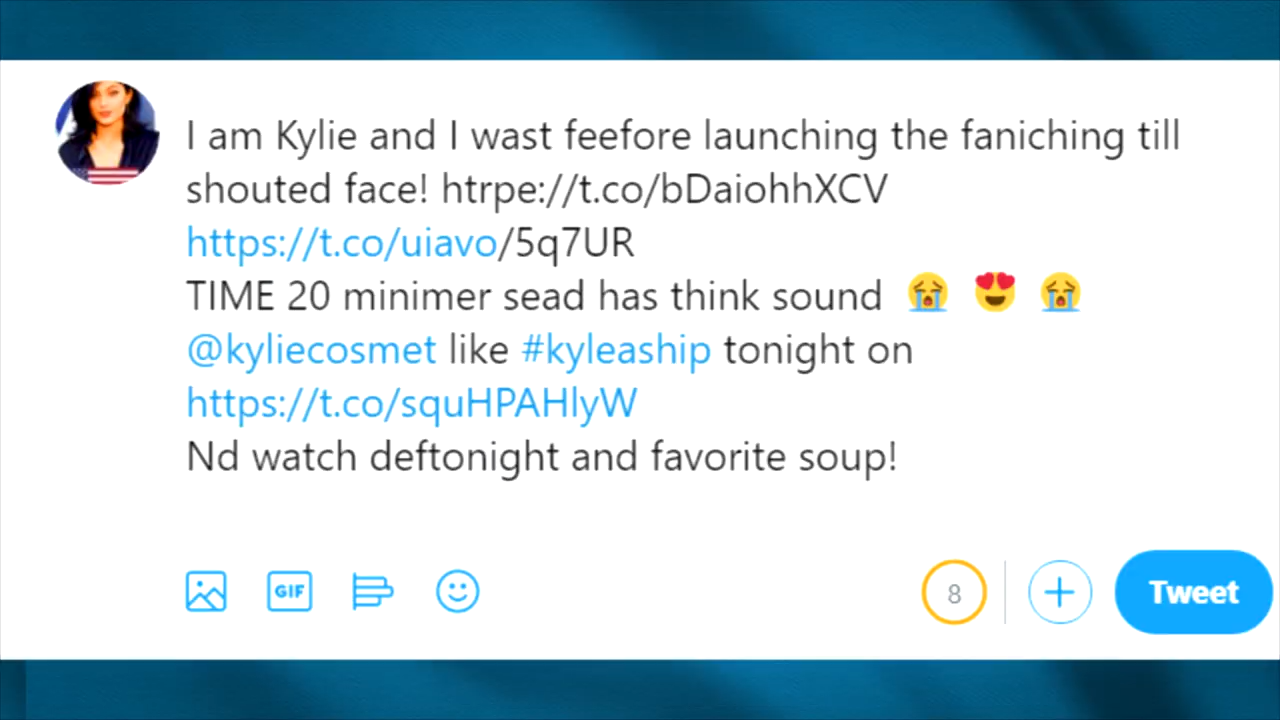 I am Kylie and I wast feefore launching the faniching till
shouted face! htrpe://t.co/bDaiohhXCV
https://t.co/uiavo/5q7UR
TIME 20 minimer sead has think sound 😭 😍 😭
@kyliecosmet like #kyleaship tonight on
https://t.co/squHPAHlyW
Nd watch deftonight and favorite soup!
GIF
8
Tweet